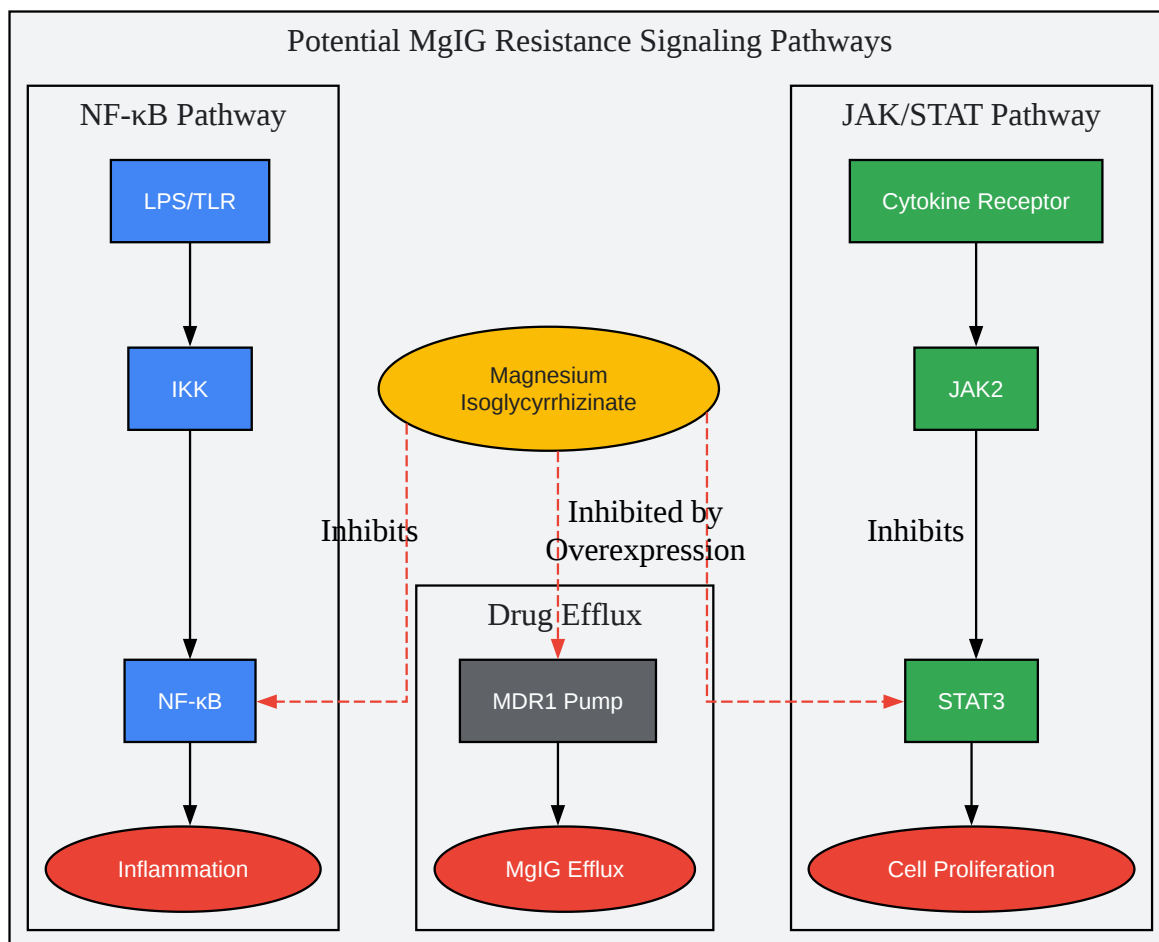 Potential MgIG Resistance Signaling Pathways
NF-κB Pathway
JAK/STAT Pathway
LPS/TLR
Cytokine Receptor
Magnesium
Isoglycyrrhizinate
IKK
JAK2
Inhibits
Inhibited by
Overexpression
Inhibits
Drug Efflux
NF-κB
MDR1 Pump
STAT3
Inflammation
MgIG Efflux
Cell Proliferation